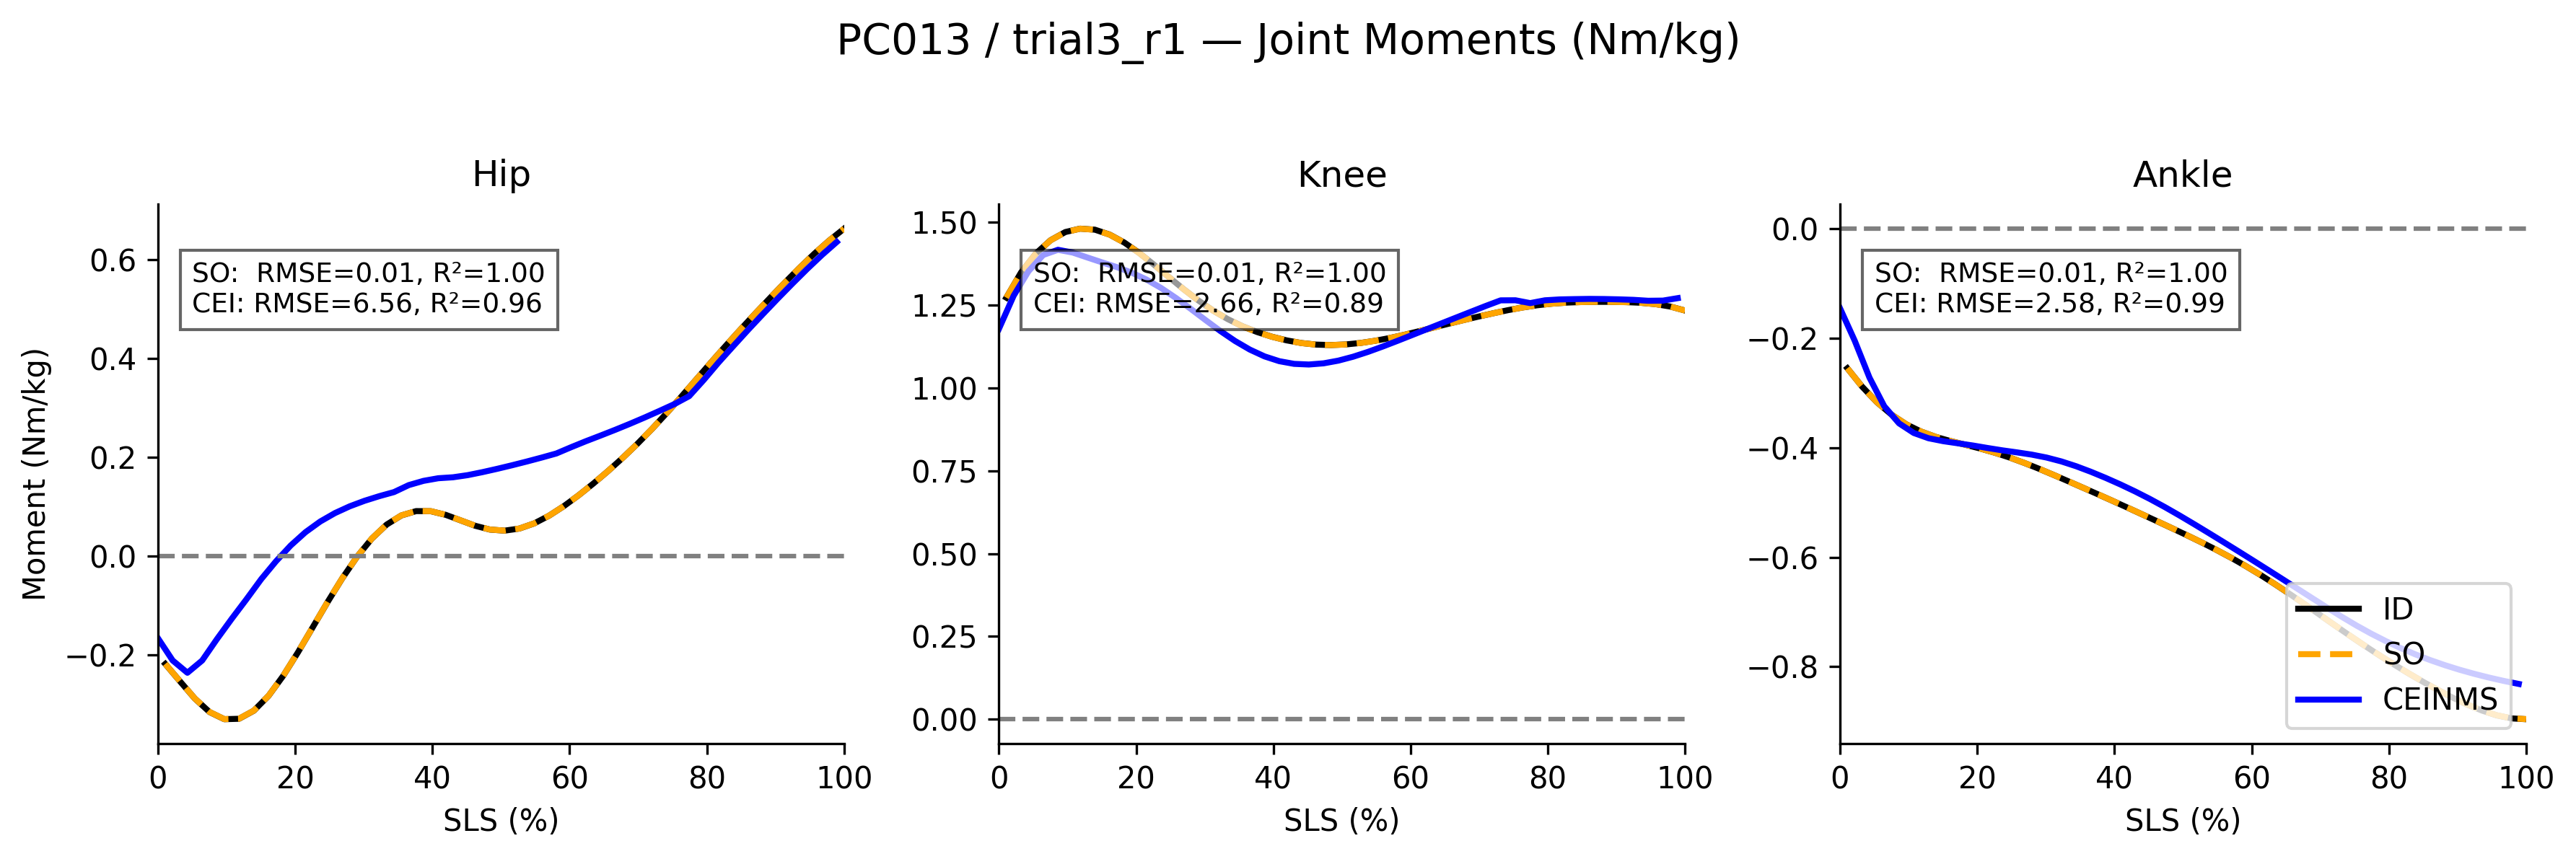 PC013 / trial3_r1 — Joint Moments (Nm/kg)
Hip
Knee
Ankle
SO:  RMSE=0.01, R²=1.00
CEI: RMSE=6.56, R²=0.96
SO:  RMSE=0.01, R²=1.00
CEI: RMSE=2.66, R²=0.89
SO:  RMSE=0.01, R²=1.00
CEI: RMSE=2.58, R²=0.99
Moment (Nm/kg)
0.6
0.4
0.2
0.0
−0.2
0 20 40 60 80 100
SLS (%)
1.50
1.25
1.00
0.75
0.50
0.25
0.00
0 20 40 60 80 100
SLS (%)
0.0
−0.2
−0.4
−0.6
−0.8
0 20 40 60 80 100
SLS (%)
ID
SO
CEINMS